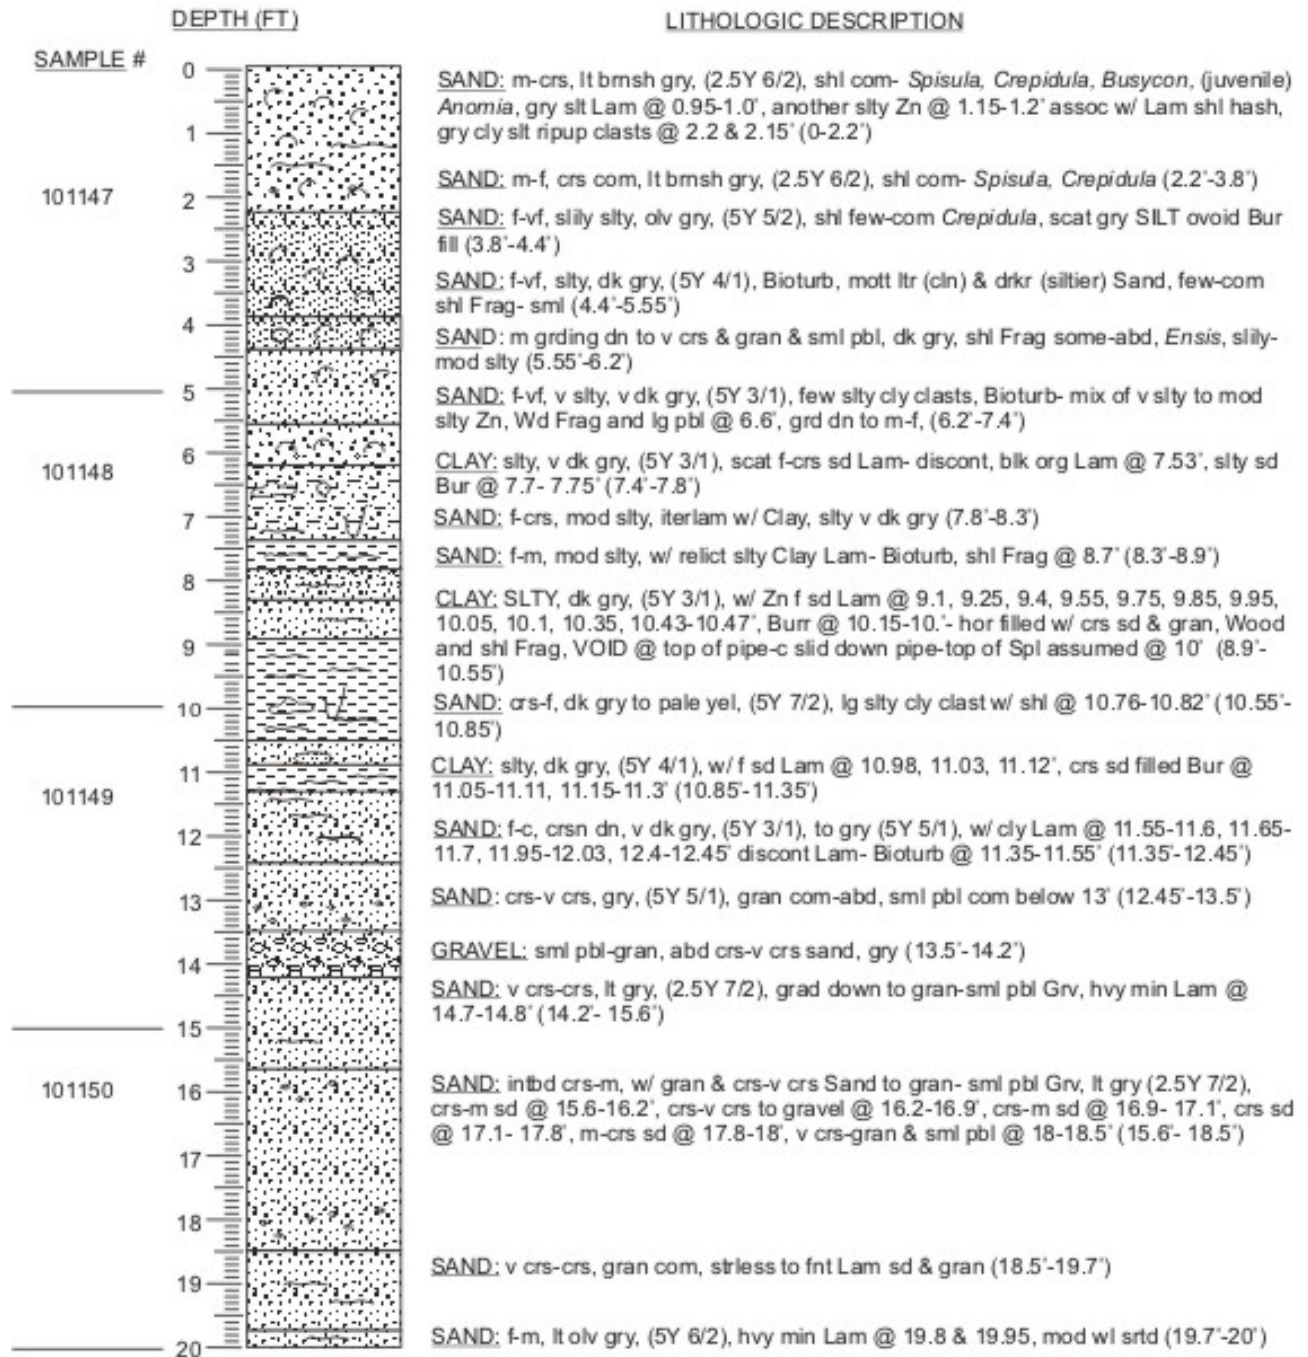 DEPTH (FT)
LITHOLOGIC DESCRIPTION
SAMPLE #
0
1
101147
2
3
4
5
6
101148
7
8
9
10
11
101149
12
13
14
15
16
101150
17
18
19
20
SAND: m-crs, lt brnsh gry, (2.5Y 6/2), shl com- Spisula, Crepidula, Busycon, (juvenile)
Anomia, gry slt Lam @ 0.95-1.0', another slty Zn @ 1.15-1.2' assoc w/ Lam shl hash,
gry cly slt ripup clasts @ 2.2 & 2.15' (0-2.2')
SAND: m-f, crs com, lt brnsh gry, (2.5Y 6/2), shl com- Spisula, Crepidula (2.2'-3.8')
SAND: f-vf, slily slty, olv gry, (5Y 5/2), shl few-com Crepidula, scat gry SILT ovoid Bur
fill (3.8'-4.4')
SAND: f-vf, slty, dk gry, (5Y 4/1), Bioturb, mott ltr (cln) & drkr (siltier) Sand, few-com
shl Frag- sml (4.4'-5.55')
SAND: m grding dn to v crs & gran & sml pbl, dk gry, shl Frag some-abd, Ensis, slily-
mod slty (5.55'-6.2')
SAND: f-vf, v slty, v dk gry, (5Y 3/1), few slty cly clasts, Bioturb- mix of v slty to mod
slty Zn, Wd Frag and lg pbl @ 6.6', grd dn to m-f, (6.2'-7.4')
CLAY: slty, v dk gry, (5Y 3/1), scat f-crs sd Lam- discont, blk org Lam @ 7.53', slty sd
Bur @ 7.7- 7.75' (7.4'-7.8')
SAND: f-crs, mod slty, iterlam w/ Clay, slty v dk gry (7.8'-8.3')
SAND: f-m, mod slty, w/ relict slty Clay Lam- Bioturb, shl Frag @ 8.7' (8.3'-8.9')
CLAY: SLTY, dk gry, (5Y 3/1), w/ Zn f sd Lam @ 9.1, 9.25, 9.4, 9.55, 9.75, 9.85, 9.95,
10.05, 10.1, 10.35, 10.43-10.47', Burr @ 10.15-10.'- hor filled w/ crs sd & gran, Wood
and shl Frag, VOID @ top of pipe-c slid down pipe-top of Spl assumed @ 10' (8.9'-
10.55')
SAND: crs-f, dk gry to pale yel, (5Y 7/2), lg slty cly clast w/ shl @ 10.76-10.82' (10.55'-
10.85')
CLAY: slty, dk gry, (5Y 4/1), w/ f sd Lam @ 10.98, 11.03, 11.12', crs sd filled Bur @
11.05-11.11, 11.15-11.3' (10.85'-11.35')
SAND: f-c, crsn dn, v dk gry, (5Y 3/1), to gry (5Y 5/1), w/ cly Lam @ 11.55-11.6, 11.65-
11.7, 11.95-12.03, 12.4-12.45' discont Lam- Bioturb @ 11.35-11.55' (11.35'-12.45')
SAND: crs-v crs, gry, (5Y 5/1), gran com-abd, sml pbl com below 13' (12.45'-13.5')
GRAVEL: sml pbl-gran, abd crs-v crs sand, gry (13.5'-14.2')
SAND: v crs-crs, lt gry, (2.5Y 7/2), grad down to gran-sml pbl Grv, hvy min Lam @
14.7-14.8' (14.2'- 15.6')
SAND: intbd crs-m, w/ gran & crs-v crs Sand to gran- sml pbl Grv, lt gry (2.5Y 7/2),
crs-m sd @ 15.6-16.2', crs-v crs to gravel @ 16.2-16.9', crs-m sd @ 16.9- 17.1', crs sd
@ 17.1- 17.8', m-crs sd @ 17.8-18', v crs-gran & sml pbl @ 18-18.5' (15.6'- 18.5')
SAND: v crs-crs, gran com, strless to fnt Lam sd & gran (18.5'-19.7')
SAND: f-m, lt olv gry, (5Y 6/2), hvy min Lam @ 19.8 & 19.95, mod wl srtd (19.7'-20')